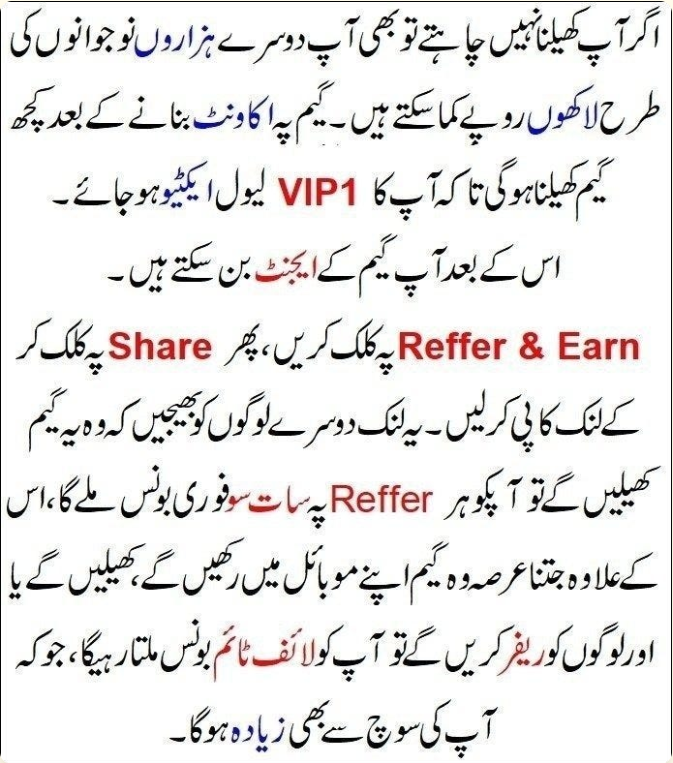 اگر آپ کھیلنا نہیں چاہتے تو بھی آپ دوسرے ہزاروں نوجوانوں کی
طرح لاکھوں روپے کما سکتے ہیں۔ گیم پہ اکاونٹ بنانے کے بعد کچھ
گیم کھیلنا ہو گی تا کہ آپ کا VIP1 لیول ایکٹیو ہو جائے۔
اس کے بعد آپ گیم کے ایجنٹ بن سکتے ہیں۔
Reffer & Earn پہ کلک کریں، پھر Share پہ کلک کر
کے لنک کاپی کر لیں۔ یہ لنک دوسرے لوگوں کو بھیجیں کہ وہ یہ گیم
کھیلیں گے تو آپکو ہر Reffer پہ سات سو فوری بونس ملے گا، اس
کے علاوہ جتنا عرصہ وہ گیم اپنے موبائل میں رکھیں گے، کھیلیں گے یا
اور لوگوں کو ریفر کریں گے تو آپ کو لائف ٹائم بونس ملتا رہیگا، جو کہ
آپ کی سوچ سے بھی زیادہ ہوگا۔